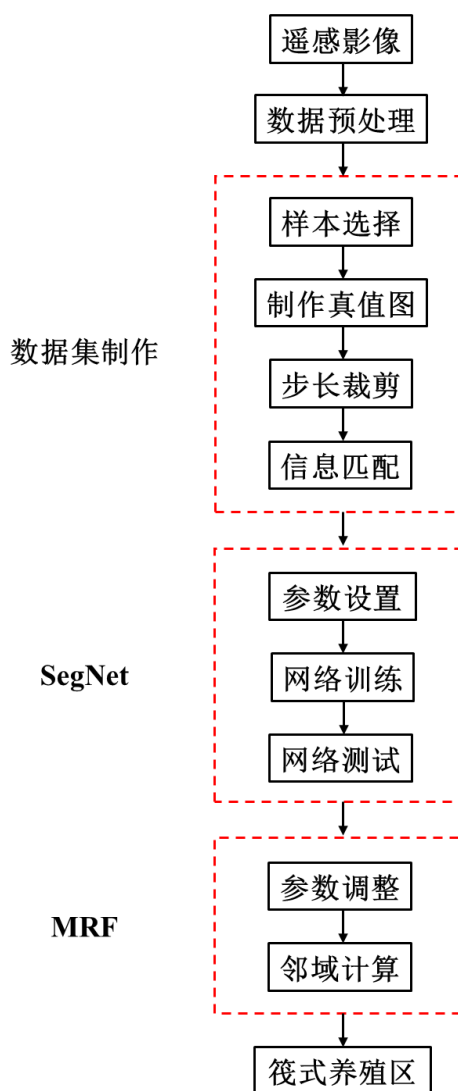 遥感影像
数据预处理
样本选择
制作真值图
数据集制作
步长裁剪
信息匹配
参数设置
SegNet
网络训练
网络测试
参数调整
MRF
邻域计算
筏式养殖区